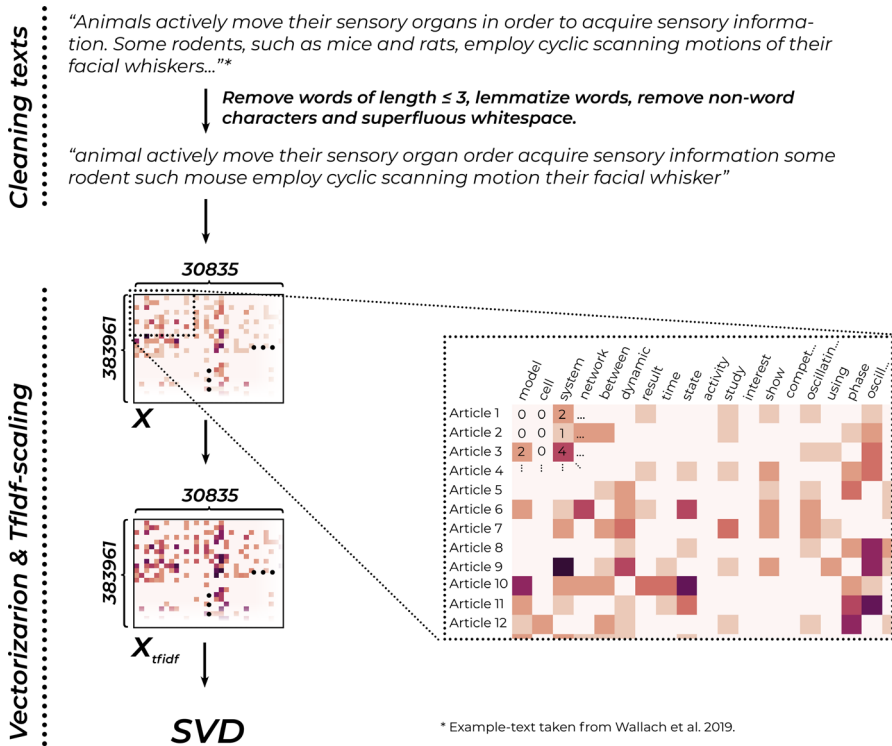 Cleaning texts
“Animals actively move their sensory organs in order to acquire sensory informa-
tion. Some rodents, such as mice and rats, employ cyclic scanning motions of their
facial whiskers...”*
Remove words of length ≤ 3, lemmatize words, remove non-word
characters and superfluous whitespace.
“animal actively move their sensory organ order acquire sensory information some
rodent such mouse employ cyclic scanning motion their facial whisker”
Vectorizarion & TfIdf-scaling
30835
383961
X
30835
383961
X tfidf
SVD
model
cell
system
network
between
dynamic
result
time
state
activity
study
interest
show
compet...
oscillatin...
using
phase
oscill...
Article 1 0 0 2 ...
Article 2 0 0 1 ...
Article 3 2 0 4 ...
Article 4
Article 5
Article 6
Article 7
Article 8
Article 9
Article 10
Article 11
Article 12
* Example-text taken from Wallach et al. 2019.